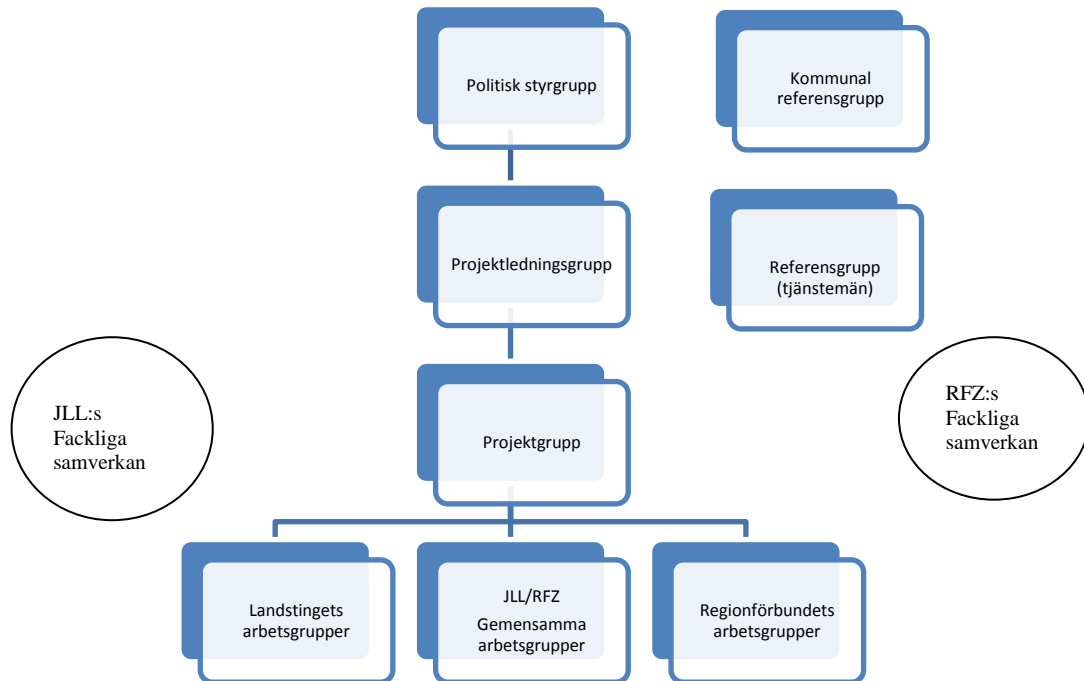 Politisk styrgrupp
Kommunal
referensgrupp
Projektledningsgrupp
Referensgrupp
(tjänstemän)
JLL:s
Fackliga
samverkan
Projektgrupp
RFZ:s
Fackliga
samverkan
Landstingets
arbetsgrupper
JLL/RFZ
Gemensamma
arbetsgrupper
Regionförbundets
arbetsgrupper